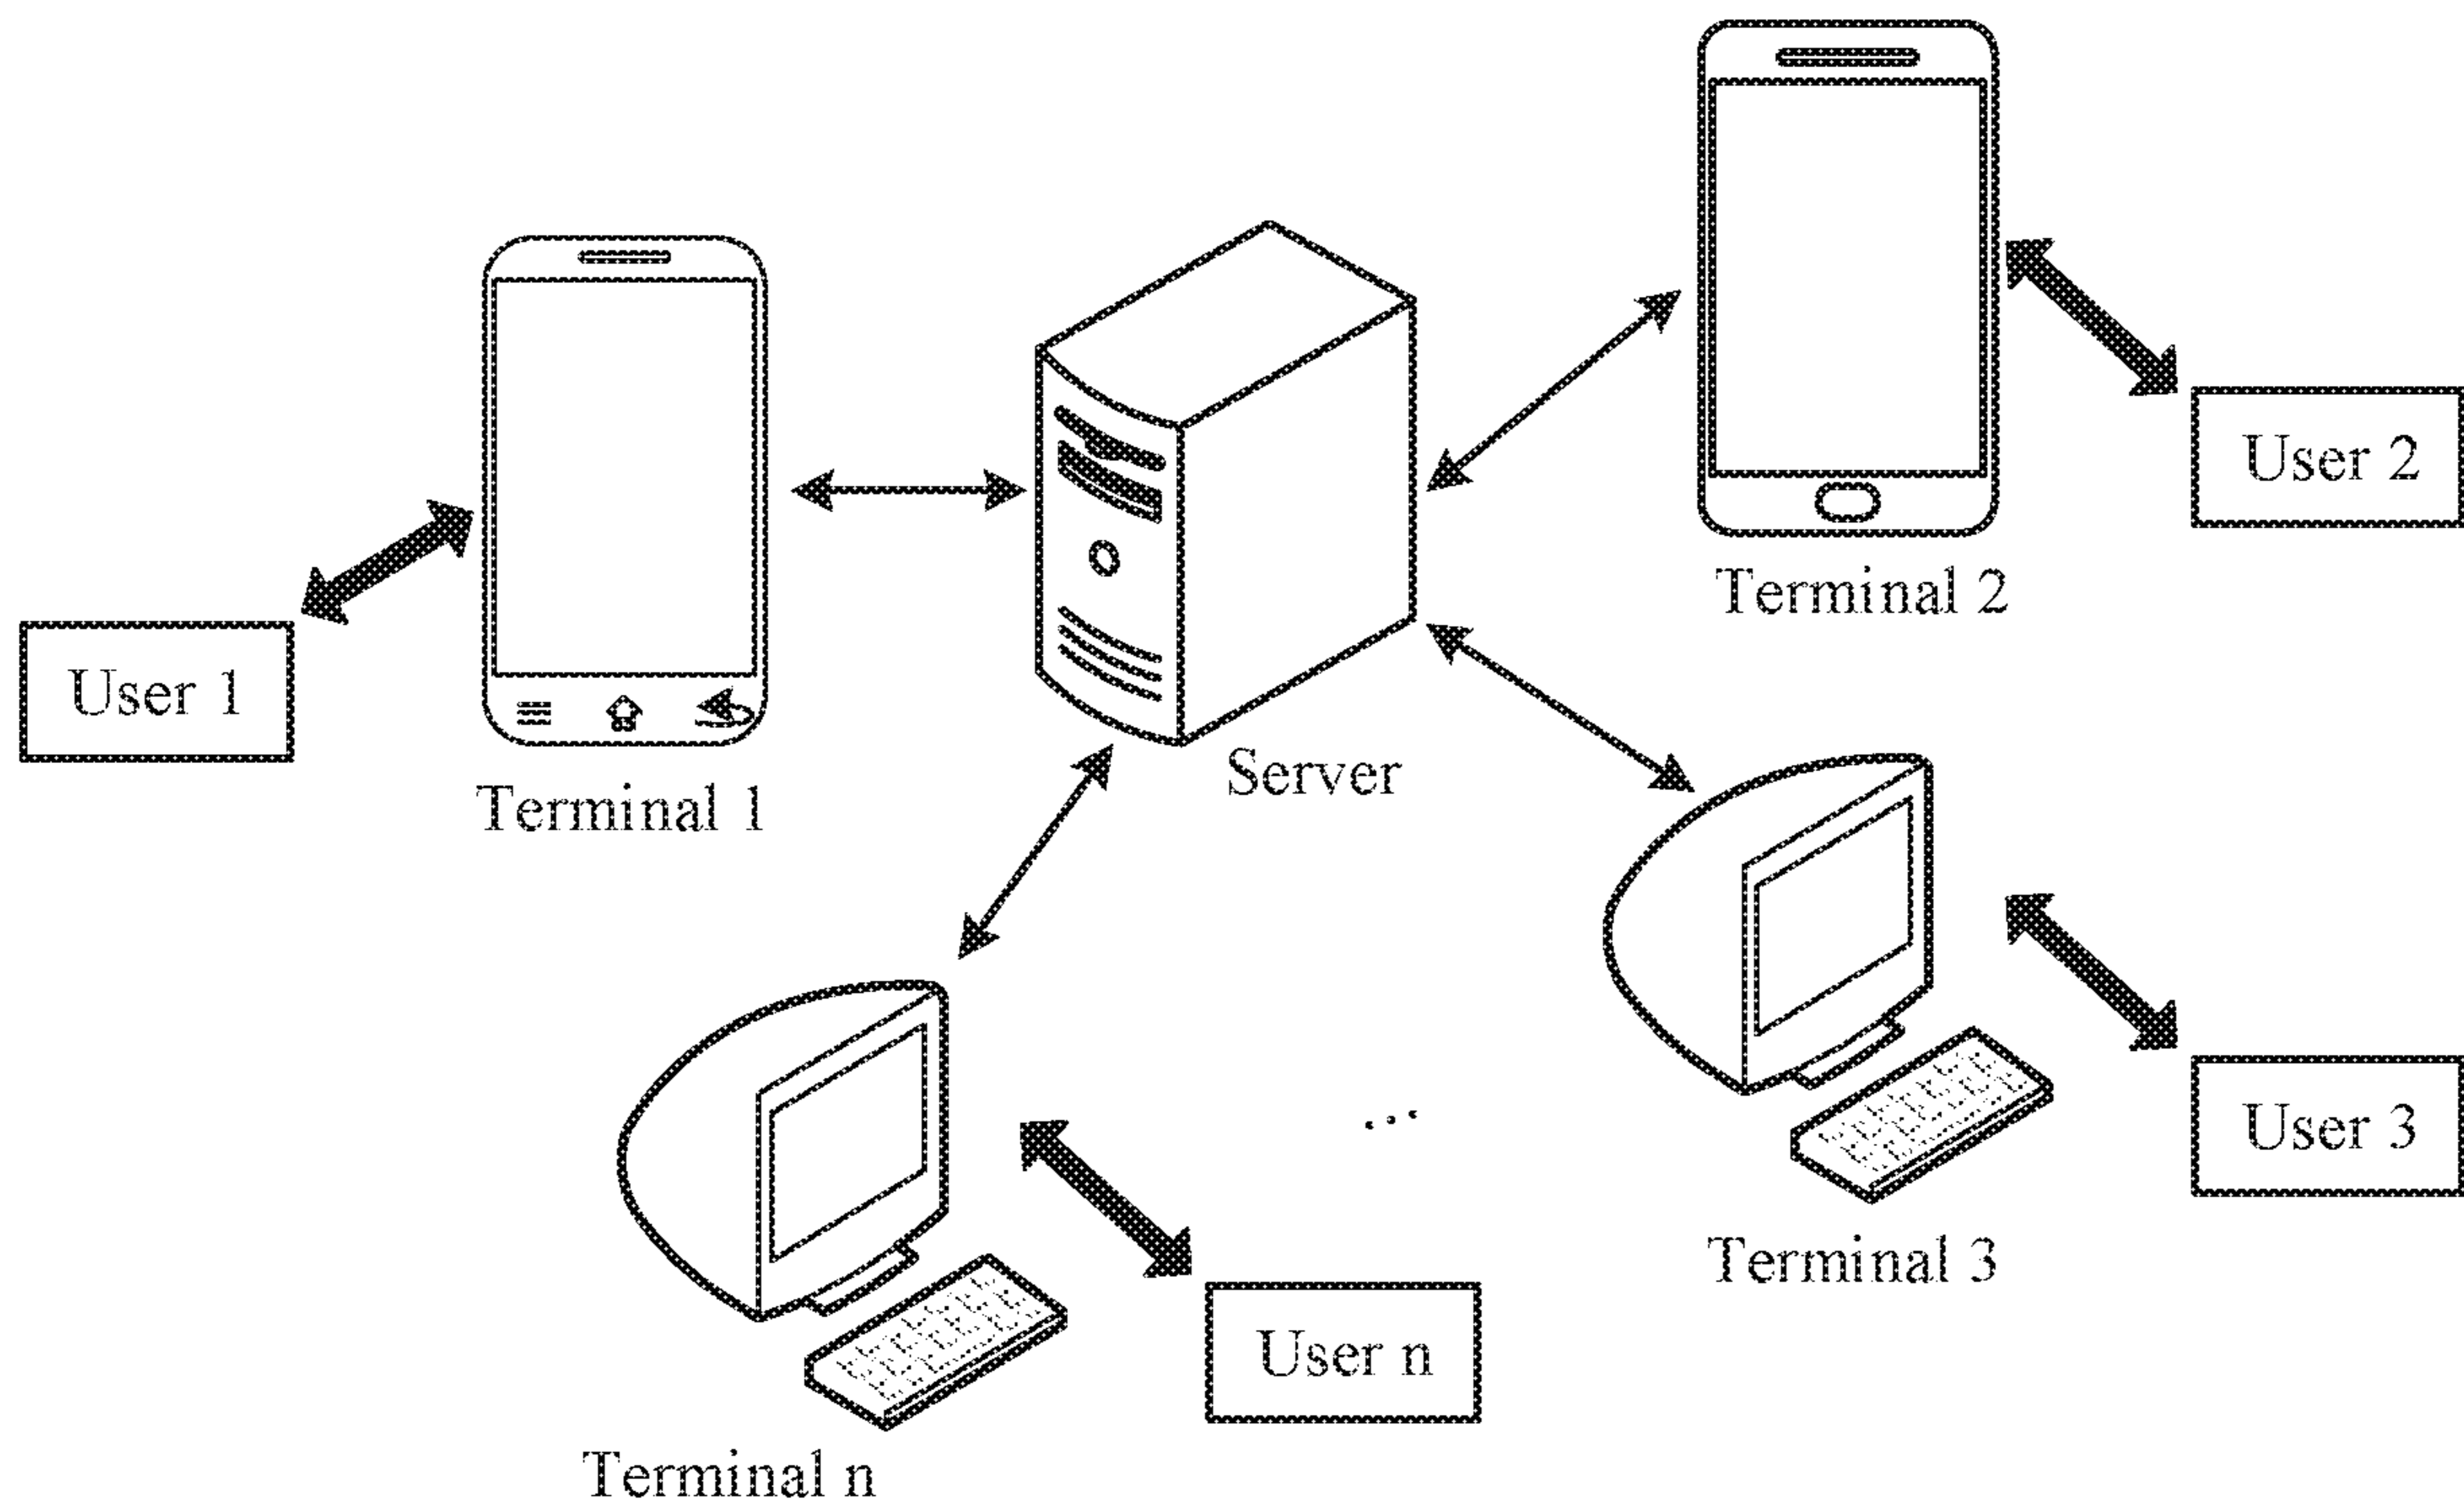 User 1
Terminal 1
Server
Terminal 2
User 2
Terminal 3
User 3
...
Terminal n
User n